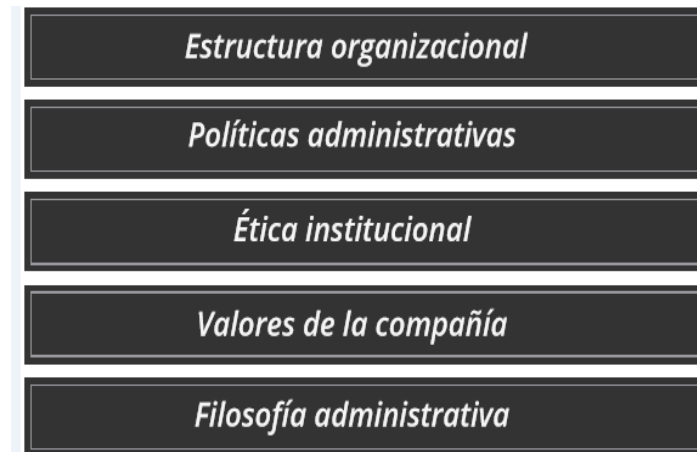 Estructura organizacional
Políticas administrativas
Ética institucional
Valores de la compañía
Filosofía administrativa